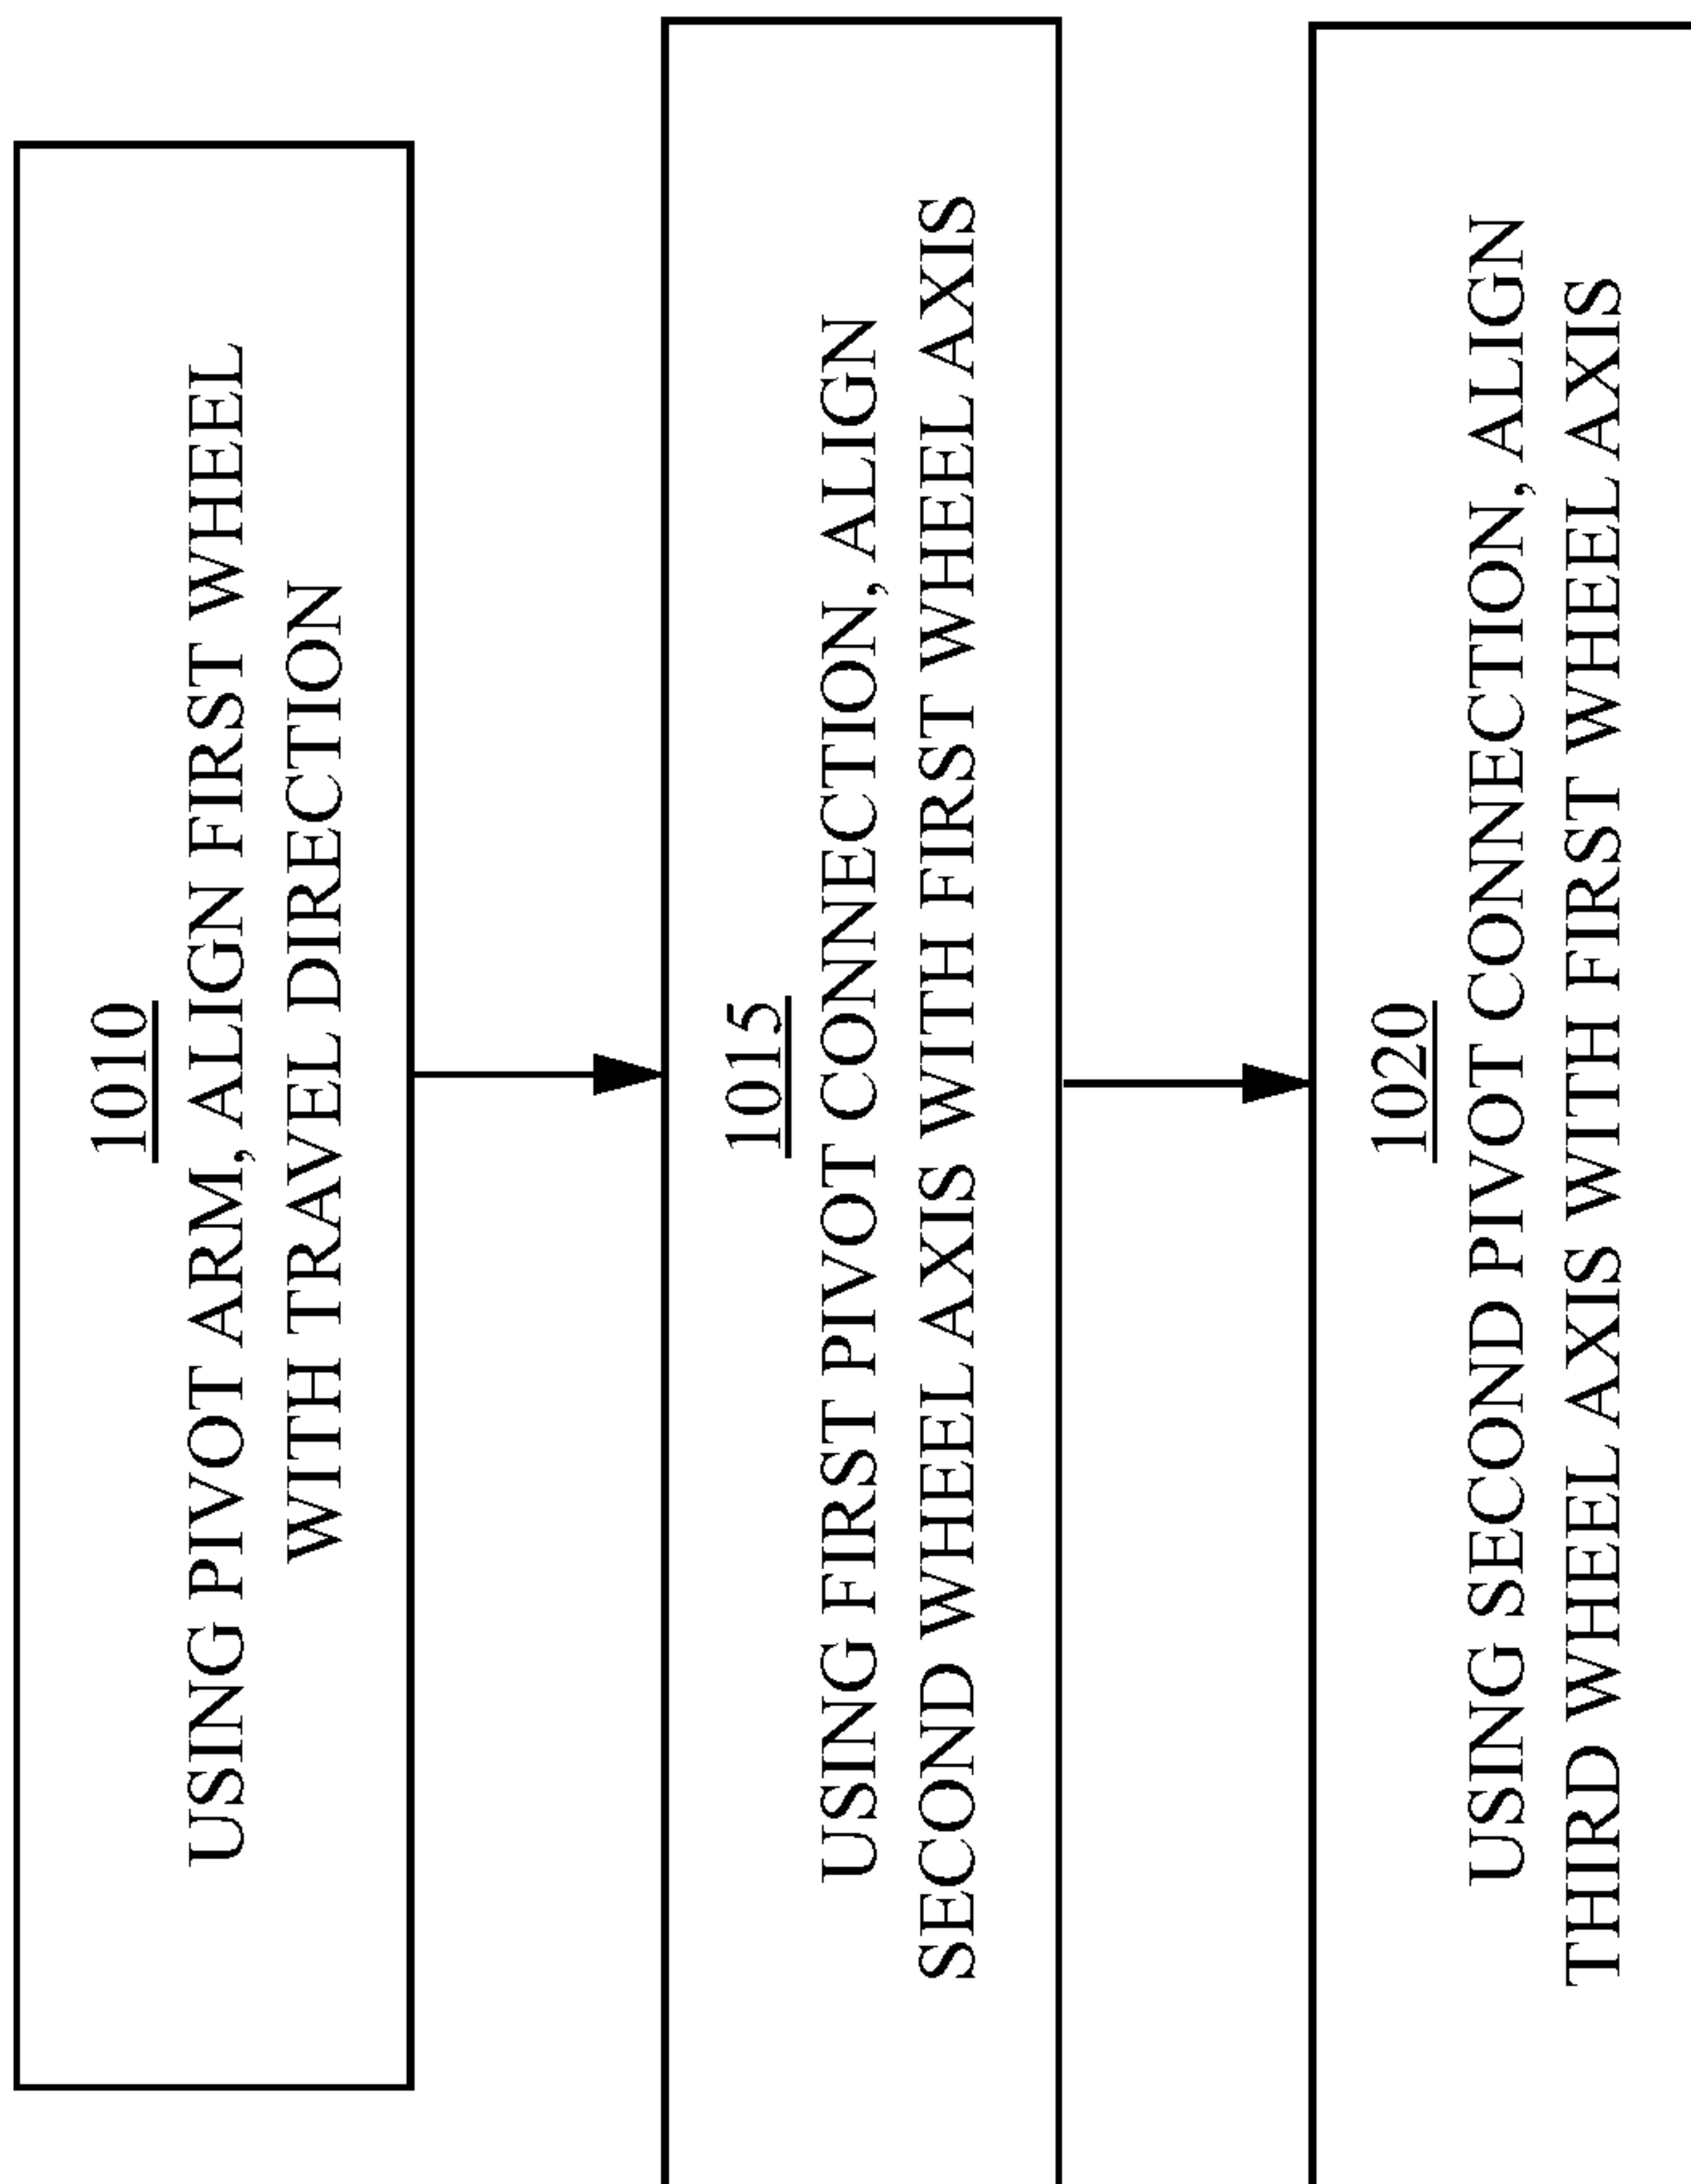 1010
USING PIVOT ARM, ALIGN FIRST WHEEL
WITH TRAVEL DIRECTION
1015
USING FIRST PIVOT CONNECTION, ALIGN
SECOND WHEEL AXIS WITH FIRST WHEEL AXIS
1020
USING SECOND PIVOT CONNECTION, ALIGN
THIRD WHEEL AXIS WITH FIRST WHEEL AXIS